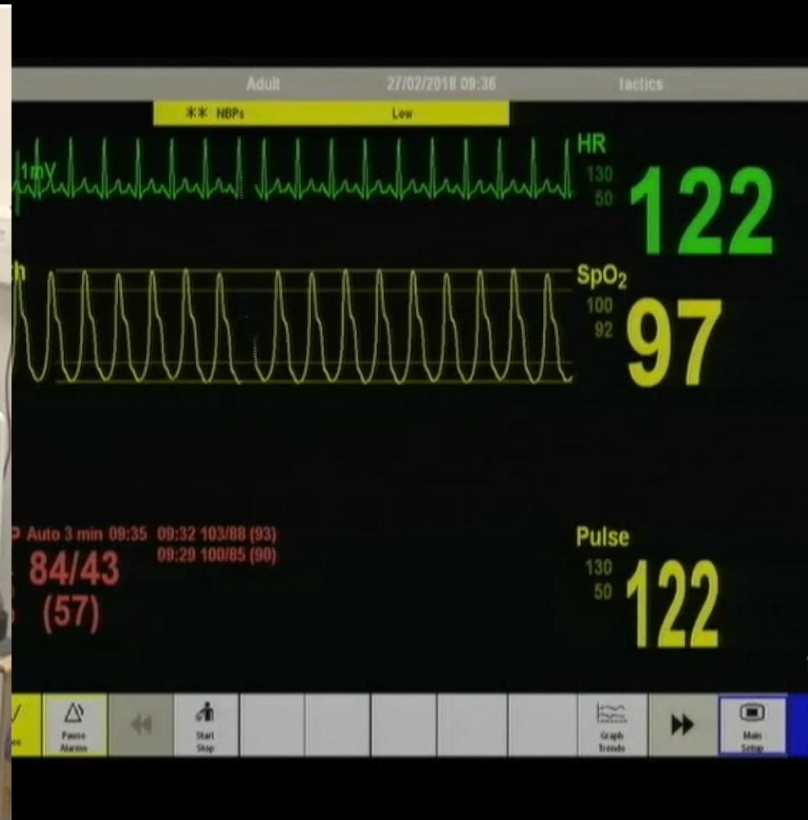 Adult 27/02/2018 09:36 tactics
** NBPs Low
1mV
HR
130
50
122
SpO₂
100
92
97
Auto 3 min 09:35 09:32 103/88 (93)
09:29 100/85 (90)
84/43
(57)
Pulse
130
50
122
Pause
Alarms
Start
Stop
Graph
Trends
Main
Setup